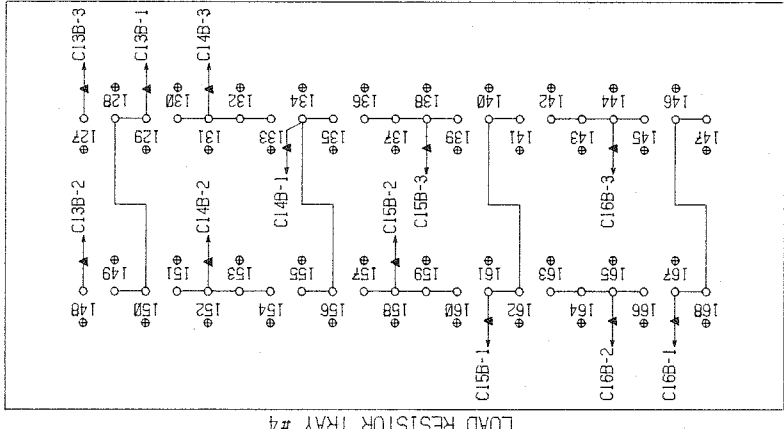 C13B-3
C13B-1
C14B-3
128 130 132 134 136 138 140 142 144 146
127 129 131 133 135 137 139 141 143 145 147
C13B-2
C14B-2
C14B-1
C15B-2
C15B-3
C16B-3
149 151 153 155 157 159 161 163 165 167
148 150 152 154 156 158 160 162 164 166 168
C15B-1
C16B-2
C16B-1
LOAD RESISTOR TRAY #4